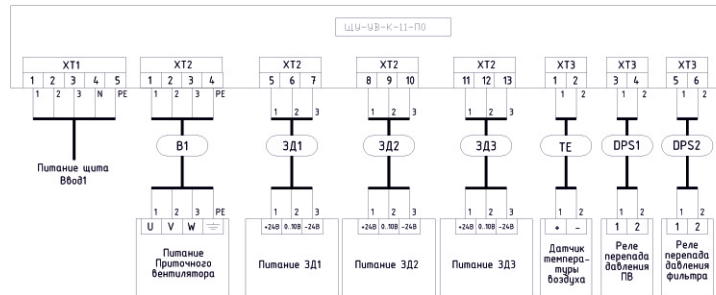 ЩУ-УВ-К-11-ПО
XT1 XT2 XT2 XT2 XT2 XT3 XT3 XT3
1 2 3 4 5 1 2 3 4 5 6 7 8 9 10 11 12 13 1 2 3 4 5 6
1 2 3 N PE 1 2 3 PE 1 2 3 1 2 3 1 2 3 1 2 1 2 1 2
В1 ЗД1 ЗД2 ЗД3 TE DPS1 DPS2
Питание щита
Ввод1
1 2 3 PE 1 2 3 1 2 3 1 2 3 1 2 1 2 1 2
U V W +24В 0..10В -24В +24В 0..10В -24В +24В 0..10В -24В + - 1 2 1 2
Питание
Приточного
вентилятора
Питание ЗД1
Питание ЗД2
Питание ЗД3
Датчик
темпера-
туры
воздуха
Реле
перепада
давления
ПВ
Реле
перепада
давления
фильтра